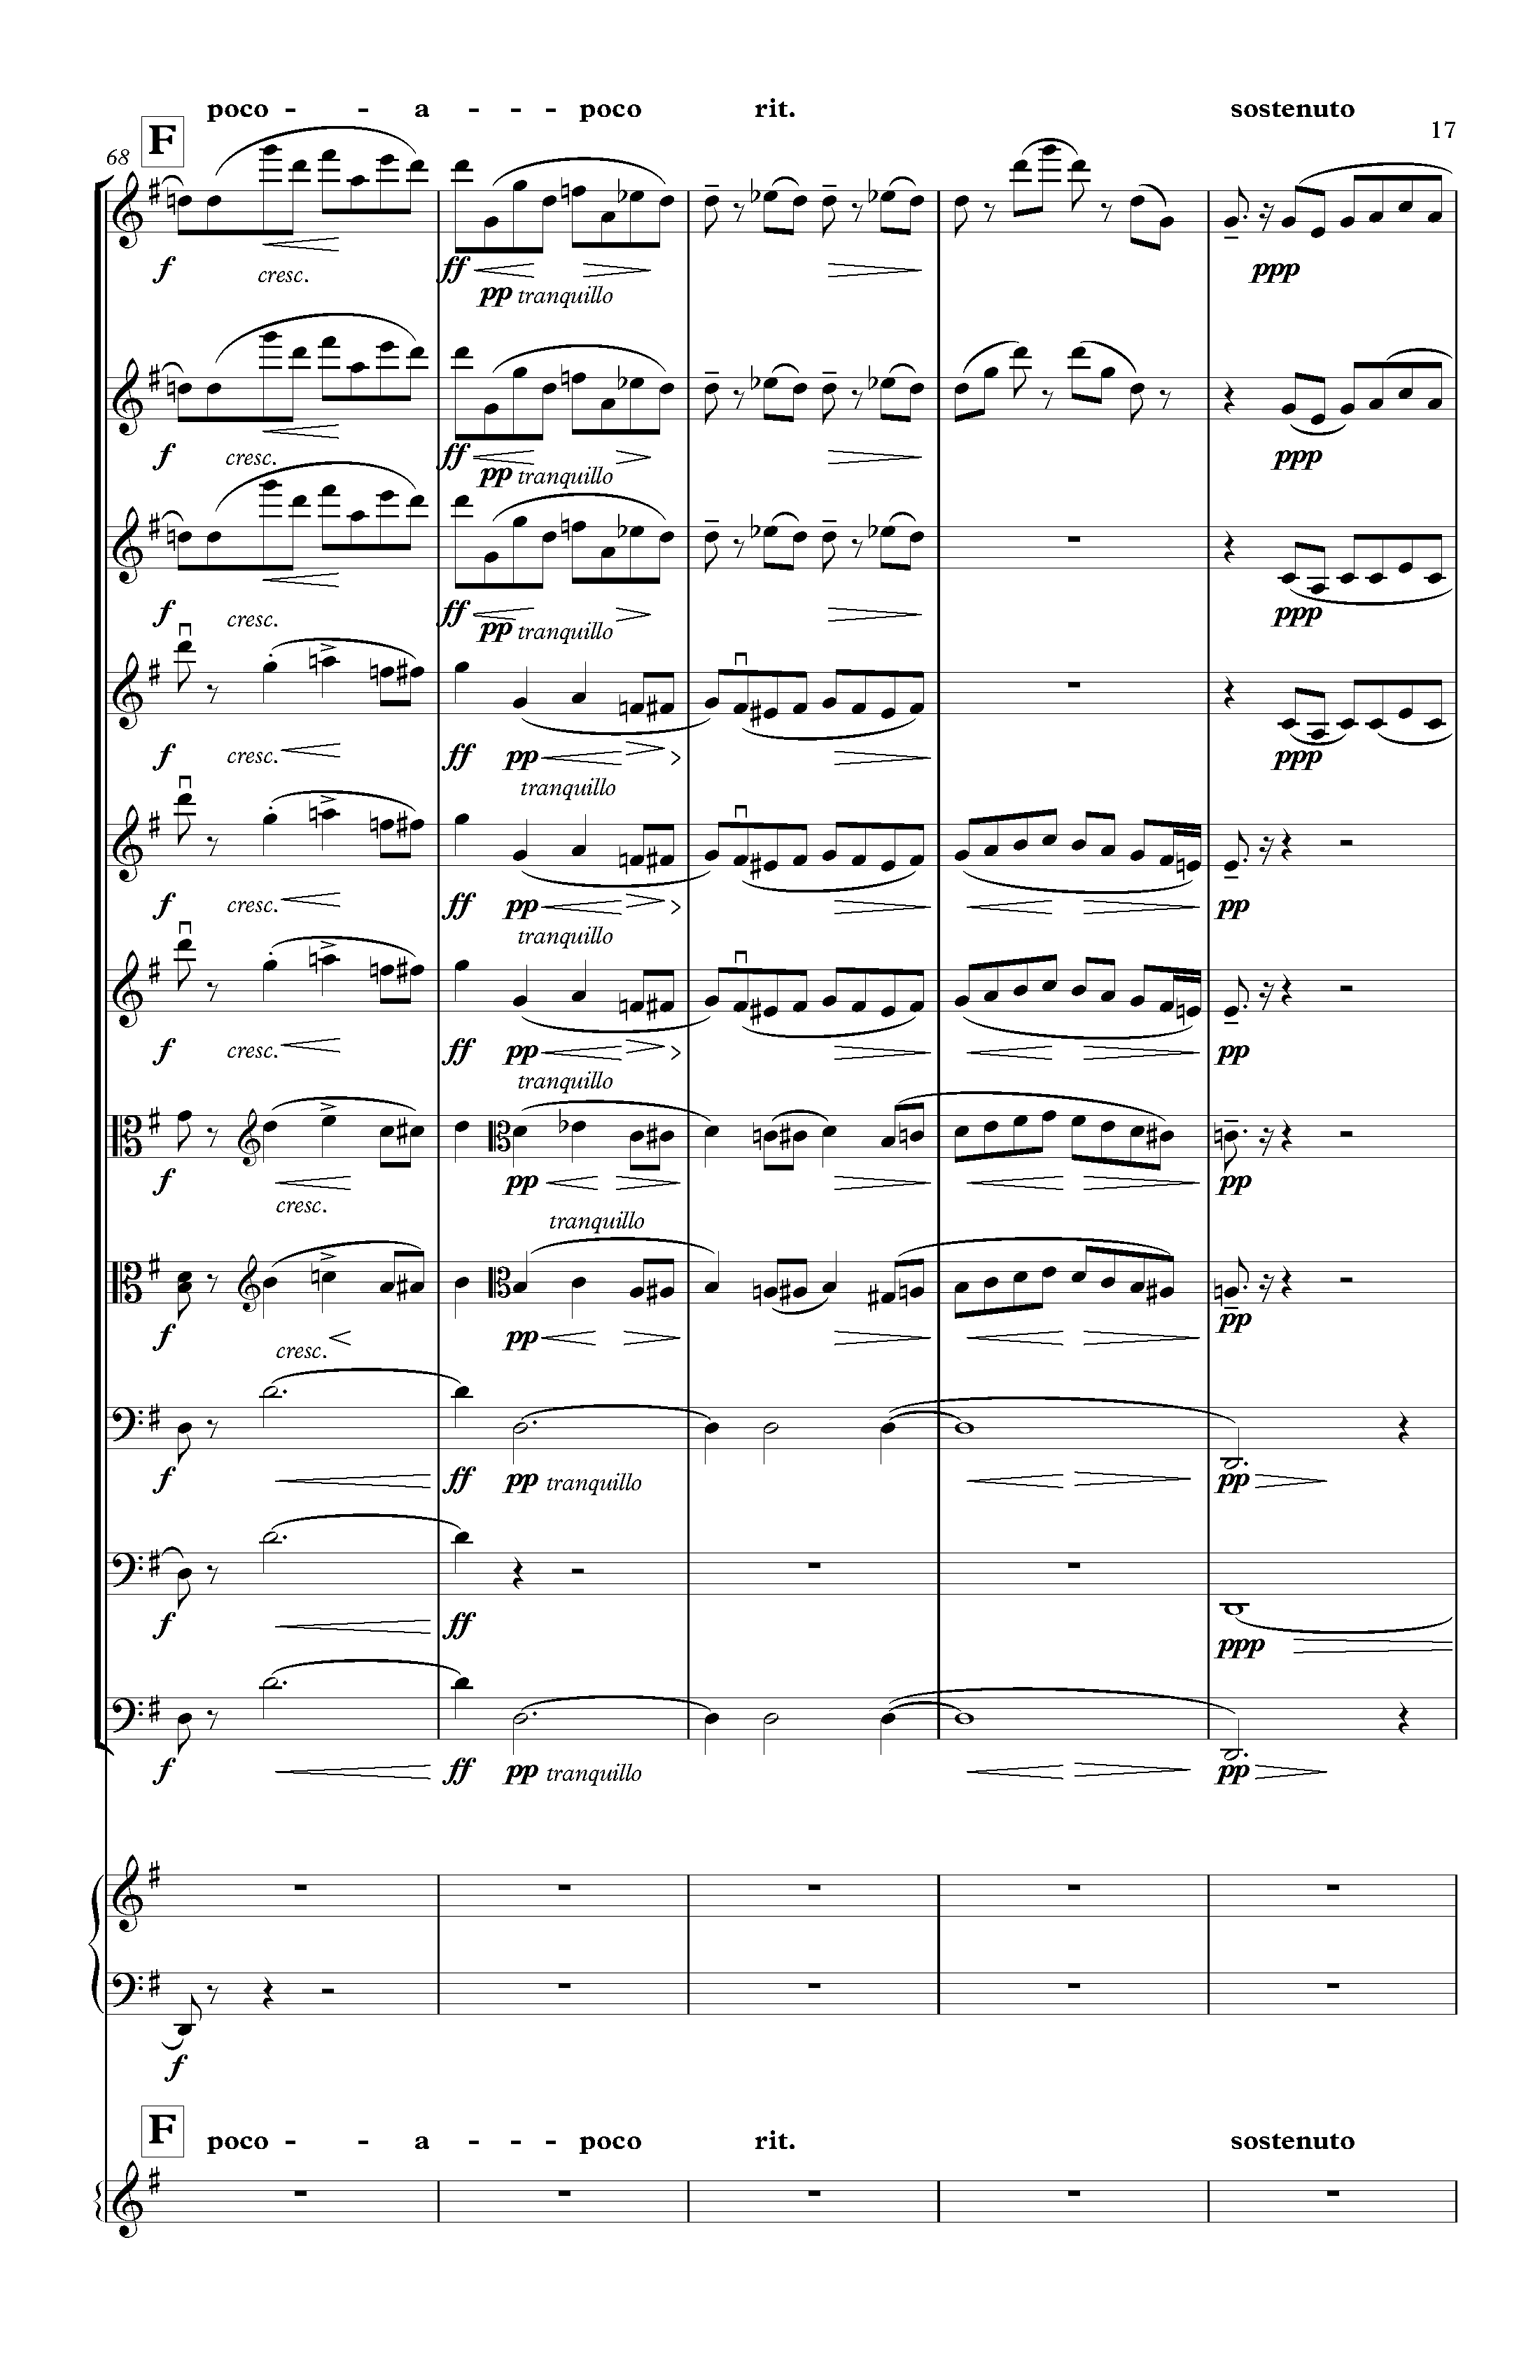 poco - - a - - - poco rit. sostenuto
17
F
68
f cresc. ff pp tranquillo ppp
f cresc. ff pp tranquillo ppp
f cresc. ff pp tranquillo ppp
f cresc. ff pp tranquillo ppp
f cresc. ff pp tranquillo pp
f cresc. ff pp tranquillo pp
f cresc. pp pp
tranquillo
f cresc. pp pp
f ff pp tranquillo pp
f ff ppp
f ff pp tranquillo pp
f
F poco - - a - - - poco rit. sostenuto